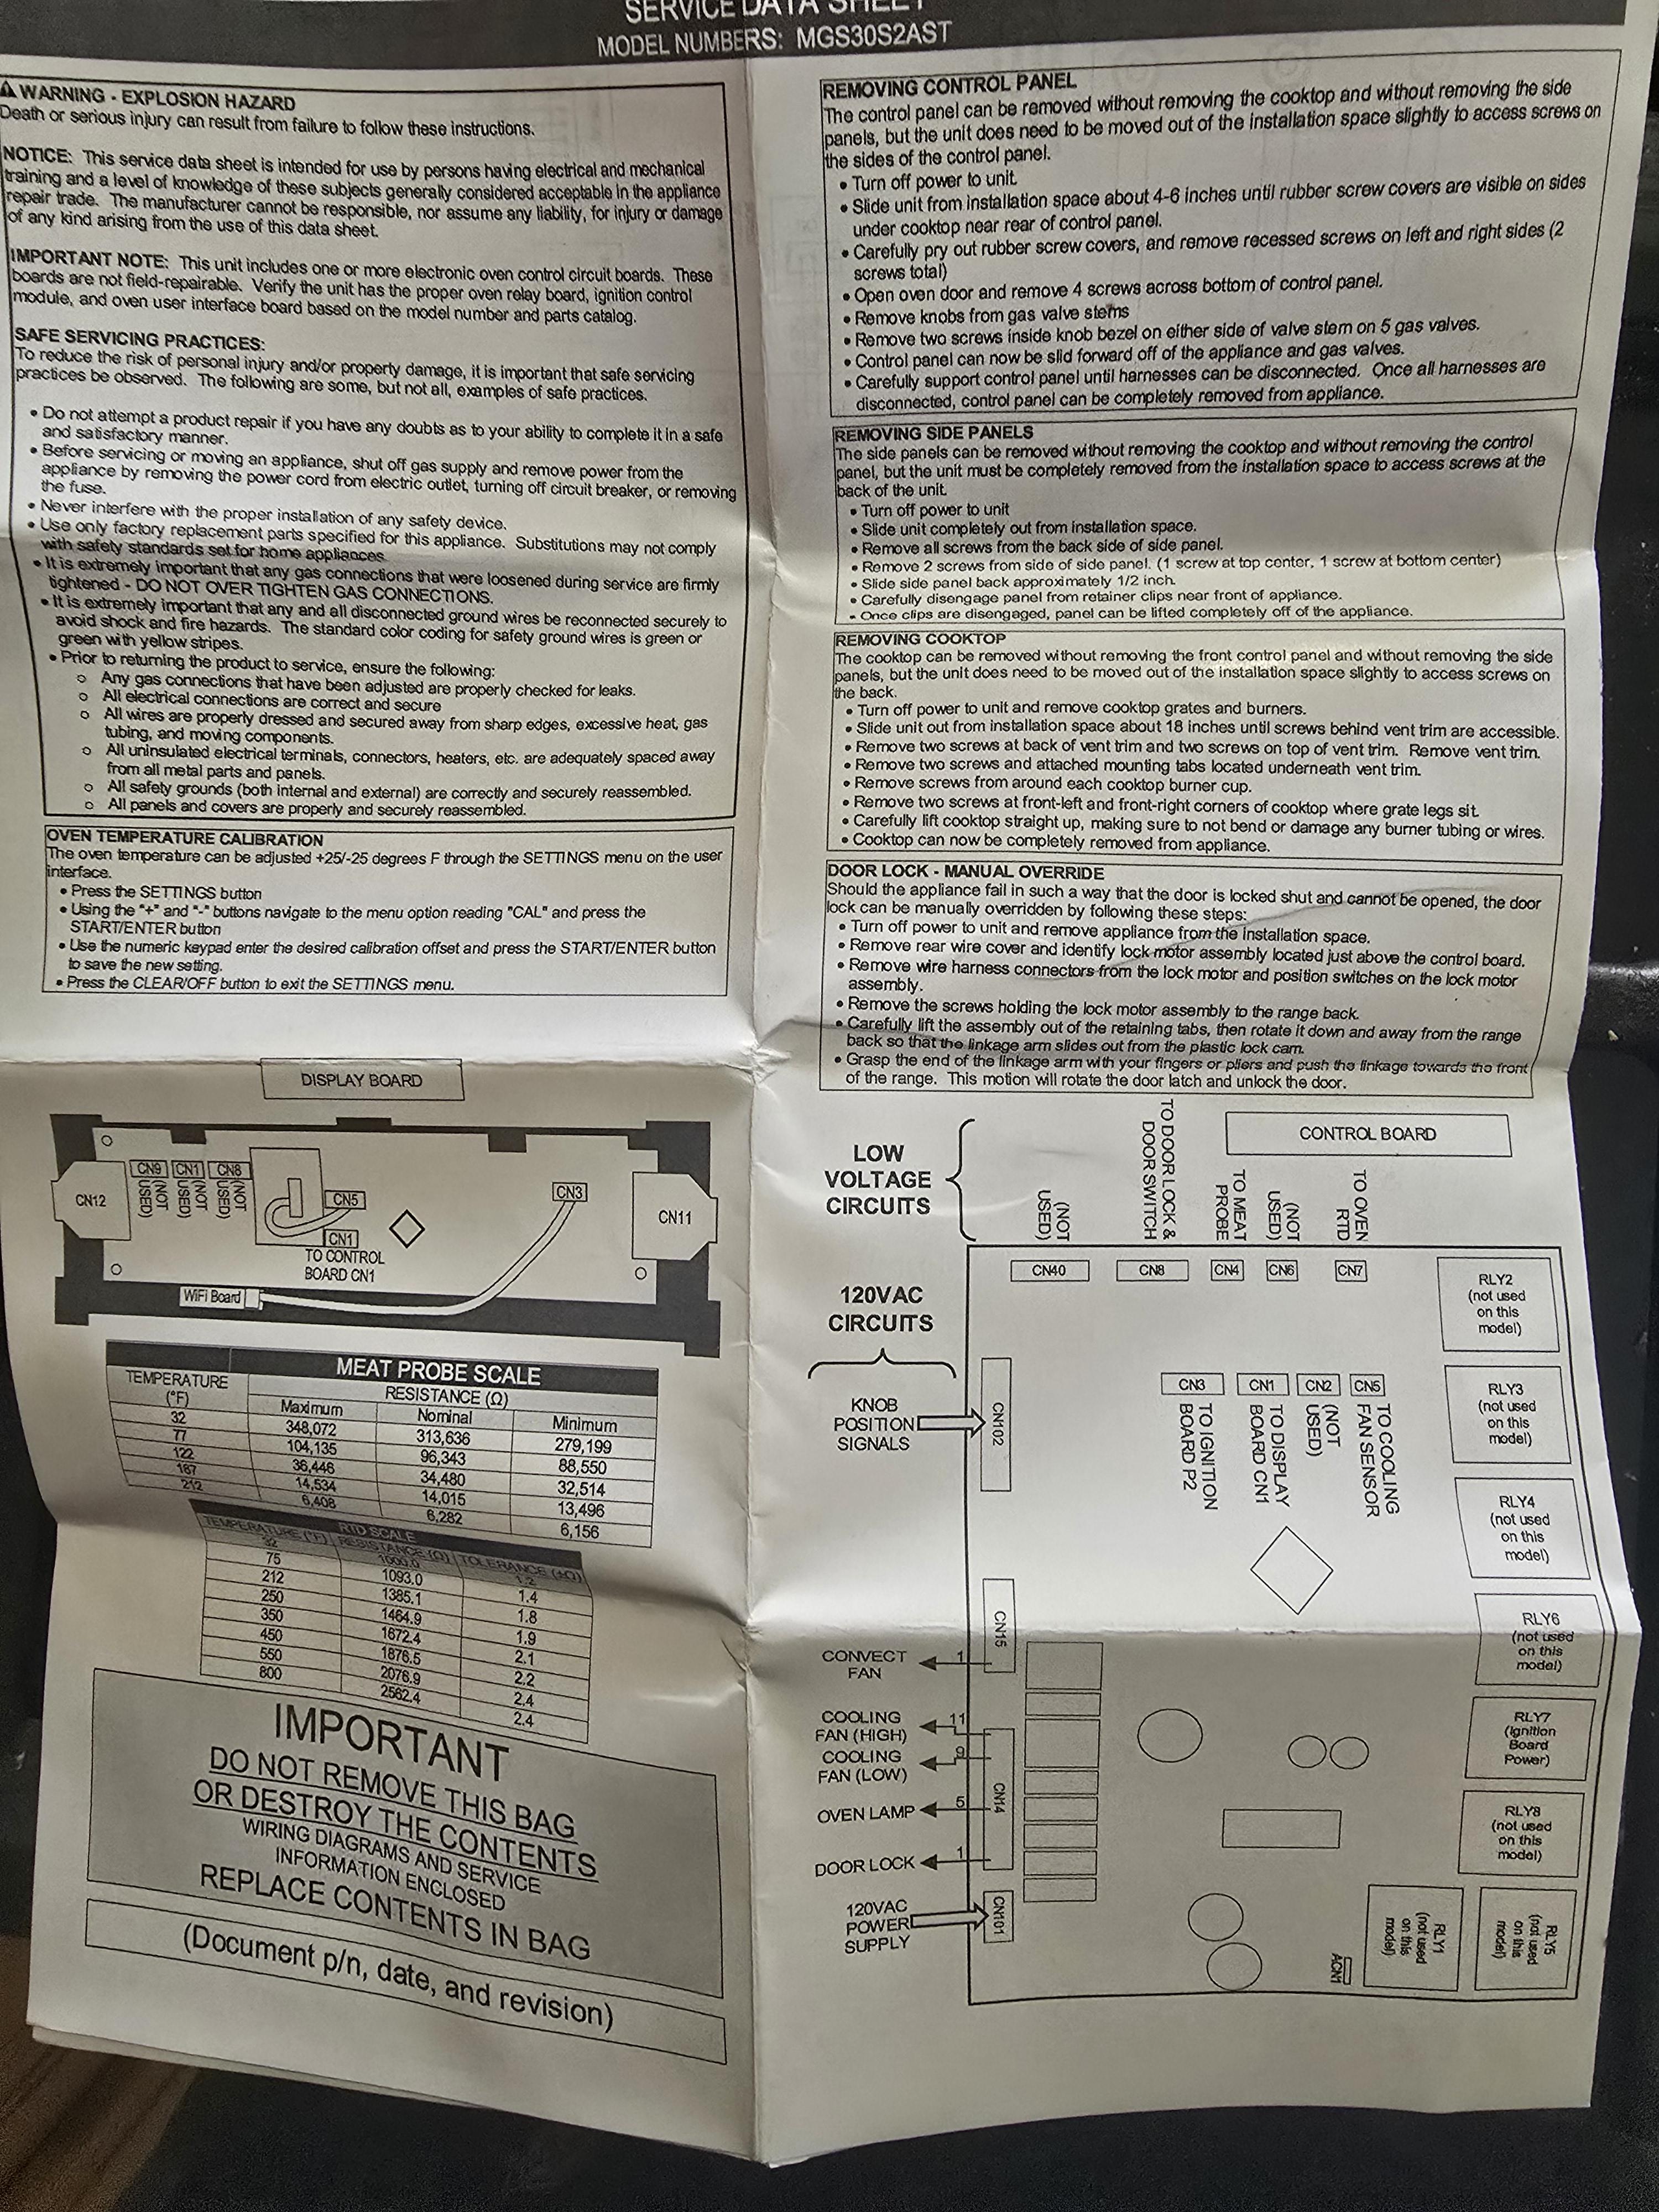 SERVICE DATA SHEET
MODEL NUMBERS: MGS30S2AST
WARNING - EXPLOSION HAZARD
Death or serious injury can result from failure to follow these instructions.
NOTICE: This service data sheet is intended for use by persons having electrical and mechanical
training and a level of knowledge of these subjects generally considered acceptable in the appliance
repair trade. The manufacturer cannot be responsible, nor assume any liability, for injury or damage
of any kind arising from the use of this data sheet.
IMPORTANT NOTE: This unit includes one or more electronic oven control circuit boards. These
boards are not field-repairable. Verify the unit has the proper oven relay board, ignition control
module, and oven user interface board based on the model number and parts catalog.
SAFE SERVICING PRACTICES:
To reduce the risk of personal injury and/or property damage, it is important that safe servicing
practices be observed. The following are some, but not all, examples of safe practices.
• Do not attempt a product repair if you have any doubts as to your ability to complete it in a safe
and satisfactory manner.
• Before servicing or moving an appliance, shut off gas supply and remove power from the
appliance by removing the power cord from electric outlet, turning off circuit breaker, or removing
the fuse.
• Never interfere with the proper installation of any safety device.
• Use only factory replacement parts specified for this appliance. Substitutions may not comply
with safety standards set for home appliances.
• It is extremely important that any gas connections that were loosened during service are firmly
tightened - DO NOT OVER TIGHTEN GAS CONNECTIONS.
• It is extremely important that any and all disconnected ground wires be reconnected securely to
avoid shock and fire hazards. The standard color coding for safety ground wires is green or
green with yellow stripes.
• Prior to returning the product to service, ensure the following:
o Any gas connections that have been adjusted are properly checked for leaks.
o All electrical connections are correct and secure
o All wires are properly dressed and secured away from sharp edges, excessive heat, gas
tubing, and moving components.
o All uninsulated electrical terminals, connectors, heaters, etc. are adequately spaced away
from all metal parts and panels.
o All safety grounds (both internal and external) are correctly and securely reassembled.
o All panels and covers are properly and securely reassembled.
OVEN TEMPERATURE CALIBRATION
The oven temperature can be adjusted +25/-25 degrees F through the SETTINGS menu on the user
interface.
• Press the SETTINGS button
• Using the "+" and "-" buttons navigate to the menu option reading "CAL" and press the
START/ENTER button
• Use the numeric keypad enter the desired calibration offset and press the START/ENTER button
to save the new setting.
• Press the CLEAR/OFF button to exit the SETTINGS menu.
DISPLAY BOARD
CN12
CN9 (NOT USED)
CN1 (NOT USED)
CN8 (NOT USED)
CN5
CN1
TO CONTROL
BOARD CN1
CN3
CN11
WiFi Board
MEAT PROBE SCALE
TEMPERATURE (°F) RESISTANCE (Ω)
Maximum Nominal Minimum
32 348,072 313,636 279,199
77 104,135 96,343 88,550
122 36,446 34,480 32,514
167 14,534 14,015 13,496
212 6,408 6,282 6,156
RTD SCALE
TEMPERATURE (°F) RESISTANCE (Ω) TOLERANCE (±Ω)
32 1000.0 1.2
75 1093.0 1.4
212 1385.1 1.8
250 1464.9 1.9
350 1672.4 2.1
450 1876.5 2.2
550 2076.9 2.4
800 2562.4 2.4
IMPORTANT
DO NOT REMOVE THIS BAG
OR DESTROY THE CONTENTS
WIRING DIAGRAMS AND SERVICE
INFORMATION ENCLOSED
REPLACE CONTENTS IN BAG
(Document p/n, date, and revision)
REMOVING CONTROL PANEL
The control panel can be removed without removing the cooktop and without removing the side
panels, but the unit does need to be moved out of the installation space slightly to access screws on
the sides of the control panel.
• Turn off power to unit.
• Slide unit from installation space about 4-6 inches until rubber screw covers are visible on sides
under cooktop near rear of control panel.
• Carefully pry out rubber screw covers, and remove recessed screws on left and right sides (2
screws total)
• Open oven door and remove 4 screws across bottom of control panel.
• Remove knobs from gas valve stems
• Remove two screws inside knob bezel on either side of valve stem on 5 gas valves.
• Control panel can now be slid forward off of the appliance and gas valves.
• Carefully support control panel until harnesses can be disconnected. Once all harnesses are
disconnected, control panel can be completely removed from appliance.
REMOVING SIDE PANELS
The side panels can be removed without removing the cooktop and without removing the control
panel, but the unit must be completely removed from the installation space to access screws at the
back of the unit.
• Turn off power to unit
• Slide unit completely out from installation space.
• Remove all screws from the back side of side panel.
• Remove 2 screws from side of side panel. (1 screw at top center, 1 screw at bottom center)
• Slide side panel back approximately 1/2 inch.
• Carefully disengage panel from retainer clips near front of appliance.
• Once clips are disengaged, panel can be lifted completely off of the appliance.
REMOVING COOKTOP
The cooktop can be removed without removing the front control panel and without removing the side
panels, but the unit does need to be moved out of the installation space slightly to access screws on
the back.
• Turn off power to unit and remove cooktop grates and burners.
• Slide unit out from installation space about 18 inches until screws behind vent trim are accessible.
• Remove two screws at back of vent trim and two screws on top of vent trim. Remove vent trim.
• Remove two screws and attached mounting tabs located underneath vent trim.
• Remove screws from around each cooktop burner cup.
• Remove two screws at front-left and front-right corners of cooktop where grate legs sit.
• Carefully lift cooktop straight up, making sure to not bend or damage any burner tubing or wires.
• Cooktop can now be completely removed from appliance.
DOOR LOCK - MANUAL OVERRIDE
Should the appliance fail in such a way that the door is locked shut and cannot be opened, the door
lock can be manually overridden by following these steps:
• Turn off power to unit and remove appliance from the installation space.
• Remove rear wire cover and identify lock motor assembly located just above the control board.
• Remove wire harness connectors from the lock motor and position switches on the lock motor
assembly.
• Remove the screws holding the lock motor assembly to the range back.
• Carefully lift the assembly out of the retaining tabs, then rotate it down and away from the range
back so that the linkage arm slides out from the plastic lock cam.
• Grasp the end of the linkage arm with your fingers or pliers and push the linkage towards the front
of the range. This motion will rotate the door latch and unlock the door.
CONTROL BOARD
LOW
VOLTAGE
CIRCUITS
(NOT USED)
TO DOOR LOCK &
DOOR SWITCH
TO MEAT
PROBE
(NOT USED)
TO OVEN
RTD
CN40
CN8
CN4
CN6
CN7
120VAC
CIRCUITS
KNOB
POSITION
SIGNALS
CN102
CN3
TO IGNITION
BOARD P2
CN1
TO DISPLAY
BOARD CN1
CN2
(NOT USED)
CN5
TO COOLING
FAN SENSOR
RLY2
(not used
on this
model)
RLY3
(not used
on this
model)
RLY4
(not used
on this
model)
RLY6
(not used
on this
model)
RLY7
(Ignition
Board
Power)
RLY8
(not used
on this
model)
RLY1
(not used
on this
model)
RLY5
(not used
on this
model)
CN15
CONVECT
FAN
1
COOLING
FAN (HIGH)
11
COOLING
FAN (LOW)
9
CN14
OVEN LAMP
5
DOOR LOCK
1
120VAC
POWER
SUPPLY
CN101
ACN1